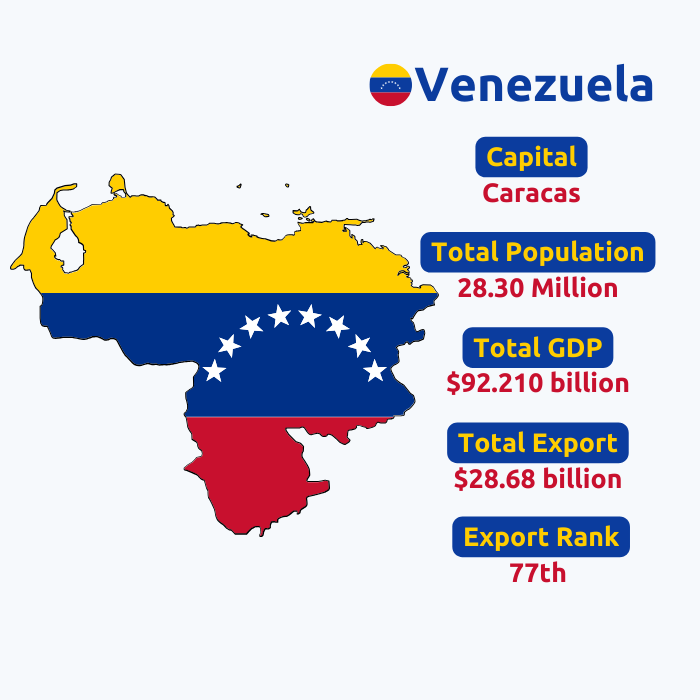 Venezuela
Capital
Caracas
Total Population
28.30 Million
Total GDP
$92.210 billion
Total Export
$28.68 billion
Export Rank
77th